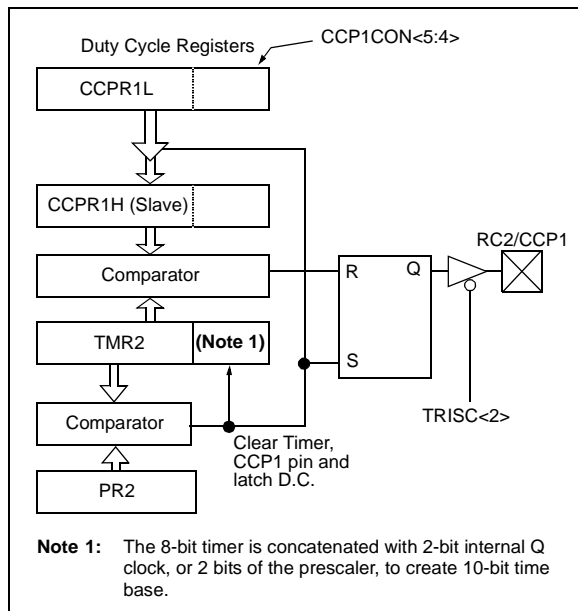 Duty Cycle Registers
CCP1CON<5:4>
CCPR1L
CCPR1H (Slave)
RC2/CCP1
Comparator
R
Q
TMR2
(Note 1)
S
TRISC<2>
Comparator
Clear Timer,
CCP1 pin and
latch D.C.
PR2
Note 1: The 8-bit timer is concatenated with 2-bit internal Q
clock, or 2 bits of the prescaler, to create 10-bit time
base.